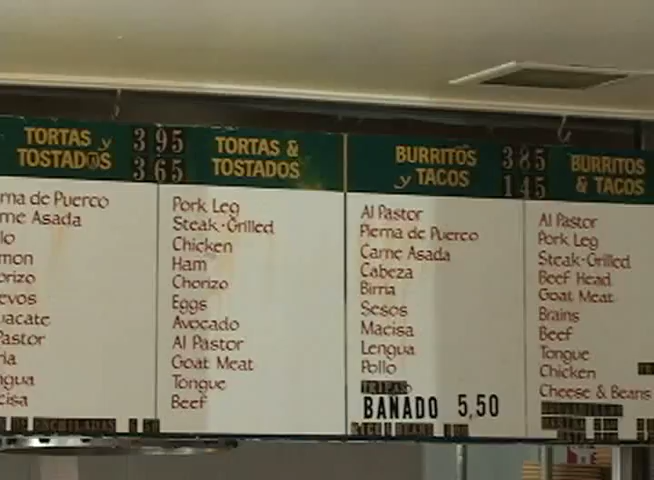 TORTAS y
TOSTADOS
3 95
3 65
TORTAS &
TOSTADOS
BURRITOS
y TACOS
3 85
1 45
BURRITOS
& TACOS
rna de Puerco
rne Asada
lo
mon
orizo
evos
uacate
Pastor
ria
ngua
cisa
Pork Leg
Steak-Grilled
Chicken
Ham
Chorizo
Eggs
Avocado
Al Pastor
Goat Meat
Tongue
Beef
Al Pastor
Pierna de Puerco
Carne Asada
Cabeza
Birria
Sesos
Macisa
Lengua
Pollo
TRIPAS
BANADO 5,50
Al Pastor
Pork Leg
Steak-Grilled
Beef Head
Goat Meat
Brains
Beef
Tongue
Chicken
Cheese & Beans